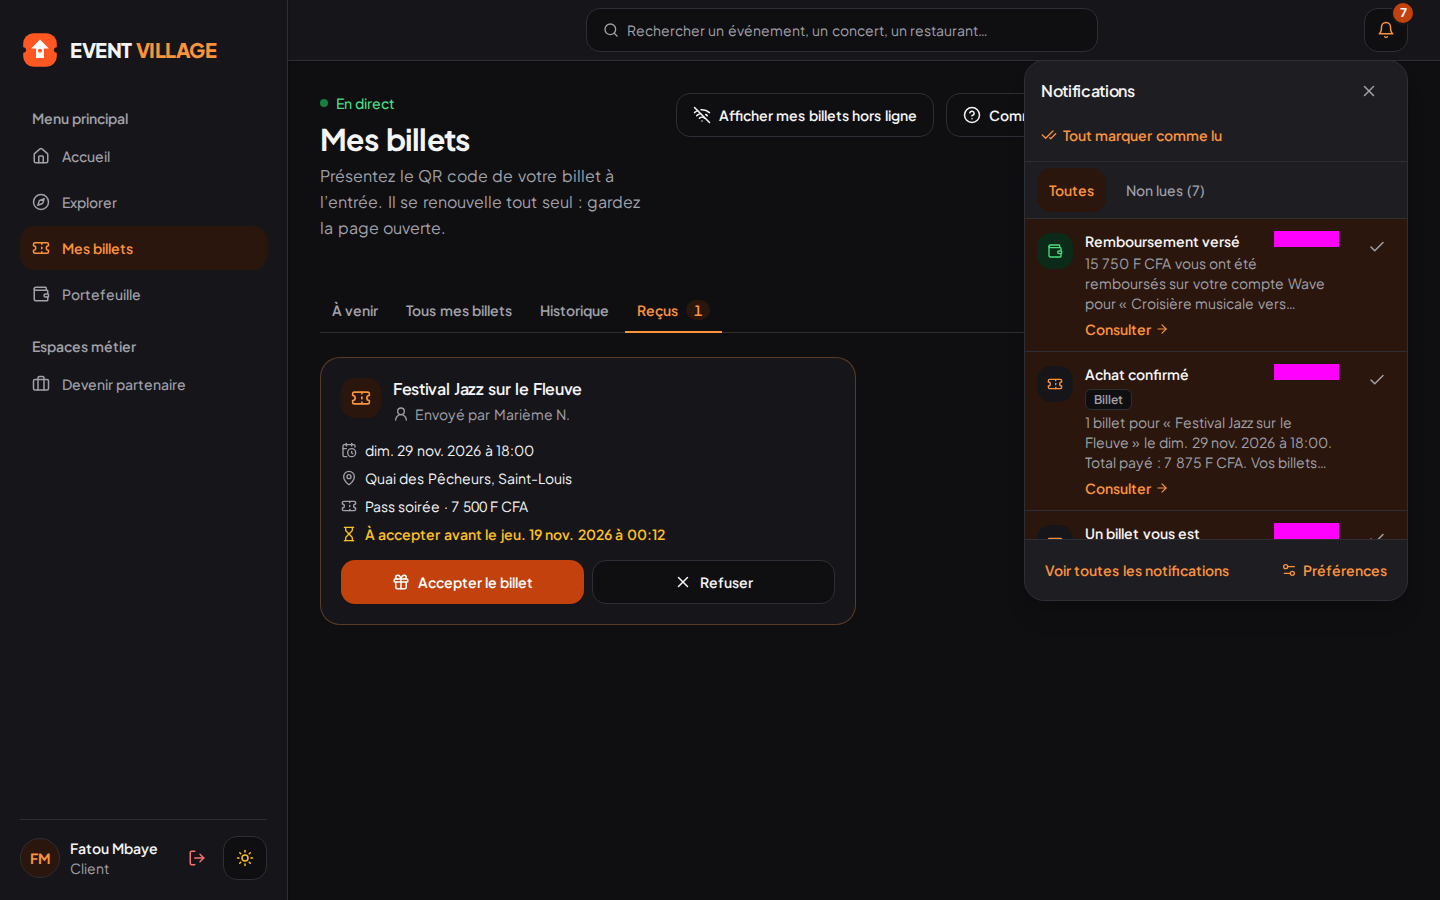 EVENT VILLAGE
Rechercher un événement, un concert, un restaurant...
7
Menu principal
Accueil
Explorer
Mes billets
Portefeuille
Espaces métier
Devenir partenaire
Fatou Mbaye
FM
Client
En direct
Mes billets
Présentez le QR code de votre billet à
l'entrée. Il se renouvelle tout seul : gardez
la page ouverte.
Afficher mes billets hors ligne
À venir
Tous mes billets
Historique
Reçus 1
Festival Jazz sur le Fleuve
Envoyé par Marième N.
dim. 29 nov. 2026 à 18:00
Quai des Pêcheurs, Saint-Louis
Pass soirée · 7 500 F CFA
À accepter avant le jeu. 19 nov. 2026 à 00:12
Accepter le billet
Refuser
Notifications
Tout marquer comme lu
Toutes
Non lues (7)
Remboursement versé
15 750 F CFA vous ont été
remboursés sur votre compte Wave
pour « Croisière musicale vers...
Consulter
Achat confirmé
Billet
1 billet pour « Festival Jazz sur le
Fleuve » le dim. 29 nov. 2026 à 18:00.
Total payé : 7 875 F CFA. Vos billets...
Consulter
Un billet vous est
Voir toutes les notifications
Préférences